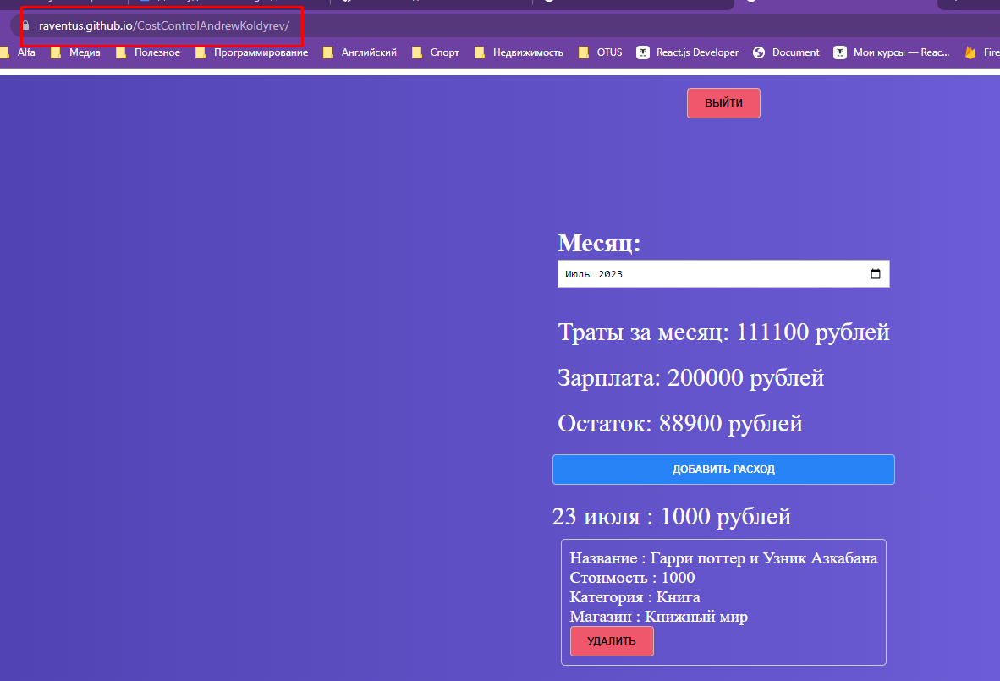 raventus.github.io/CostControlAndrewKoldyrev/
Alfa Медиа Полезное Программирование Английский Спорт Недвижимость OTUS React.js Developer Document Мои курсы — Reac... Fire
ВЫЙТИ
Месяц:
Июль 2023
Траты за месяц: 111100 рублей
Зарплата: 200000 рублей
Остаток: 88900 рублей
ДОБАВИТЬ РАСХОД
23 июля : 1000 рублей
Название : Гарри поттер и Узник Азкабана
Стоимость : 1000
Категория : Книга
Магазин : Книжный мир
УДАЛИТЬ